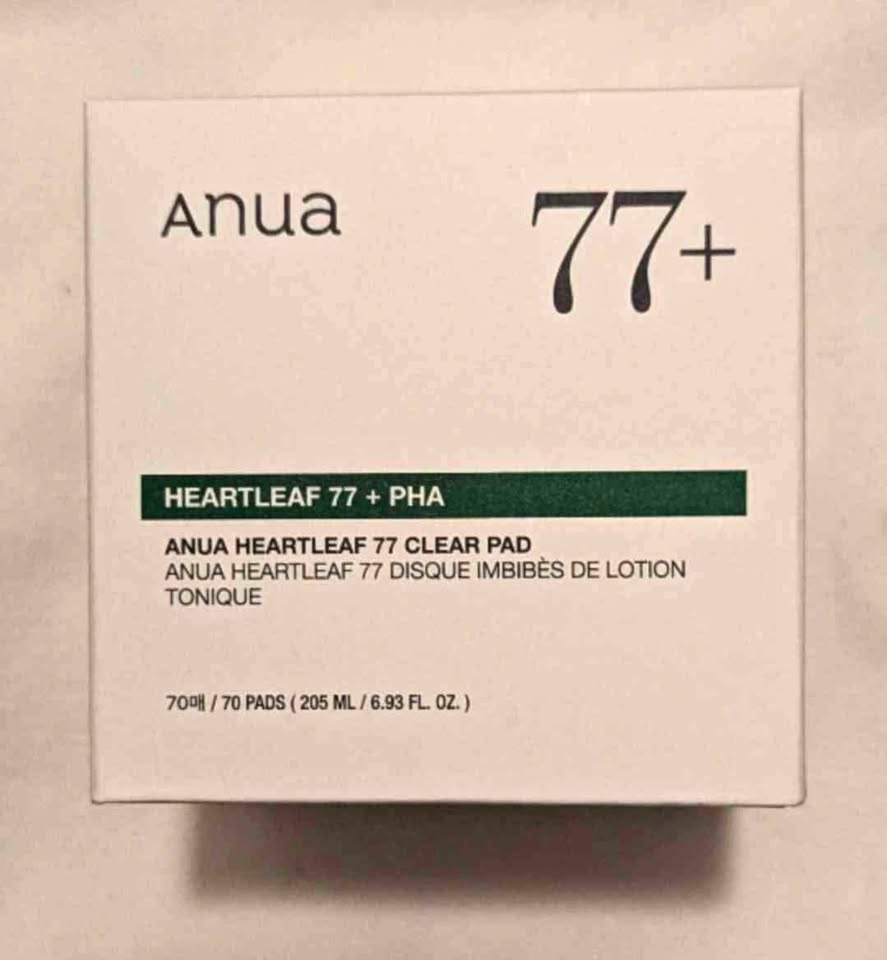 Anua
77+
HEARTLEAF 77 + PHA
ANUA HEARTLEAF 77 CLEAR PAD
ANUA HEARTLEAF 77 DISQUE IMBIBÈS DE LOTION
TONIQUE
70매 / 70 PADS ( 205 ML / 6.93 FL. OZ. )